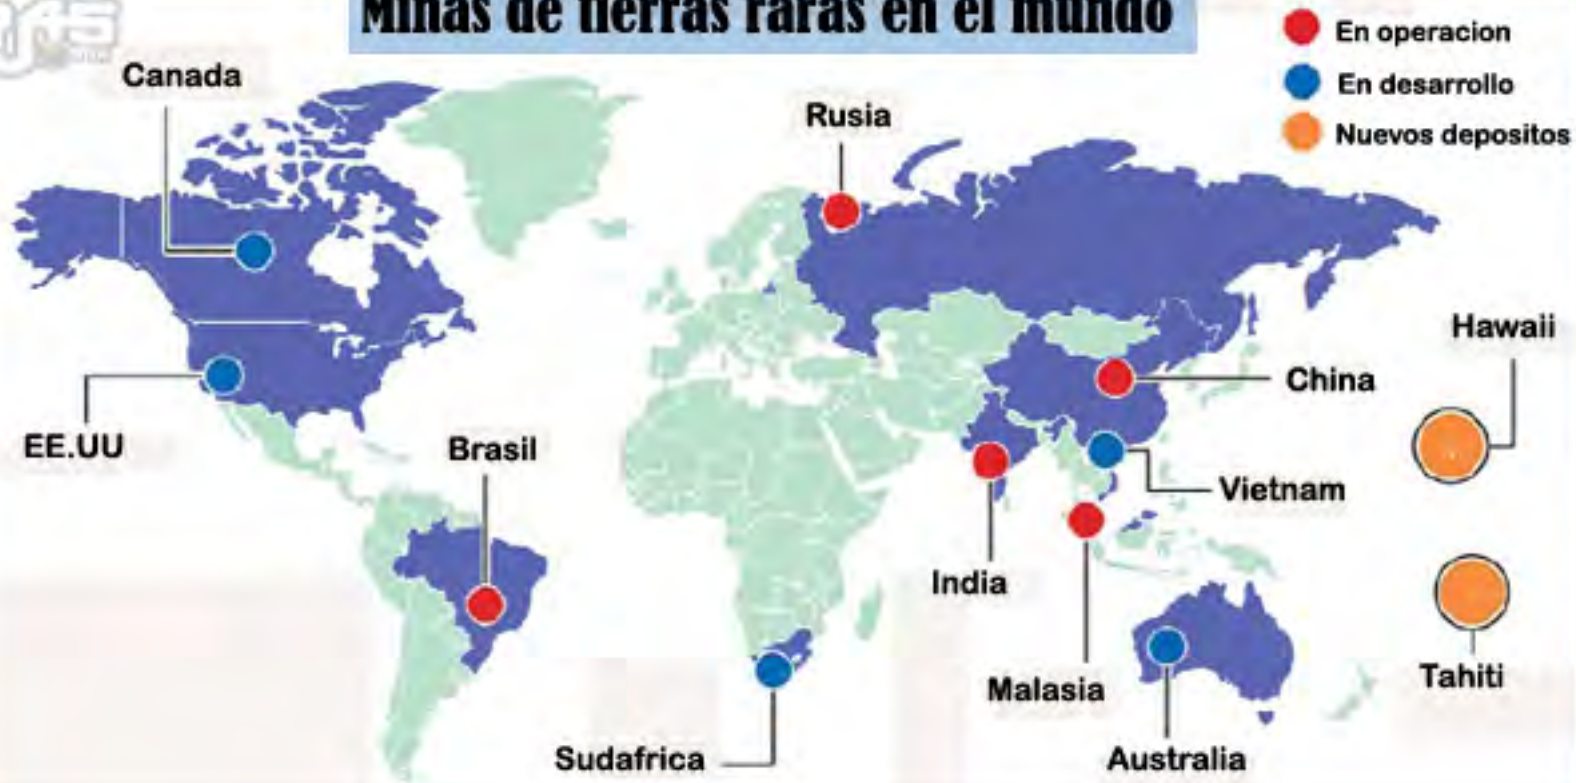 Minas de tierras raras en el mundo
En operacion
En desarrollo
Nuevos depositos
Canada
Rusia
Hawaii
China
EE.UU
Brasil
Vietnam
India
Malasia
Tahiti
Sudafrica
Australia